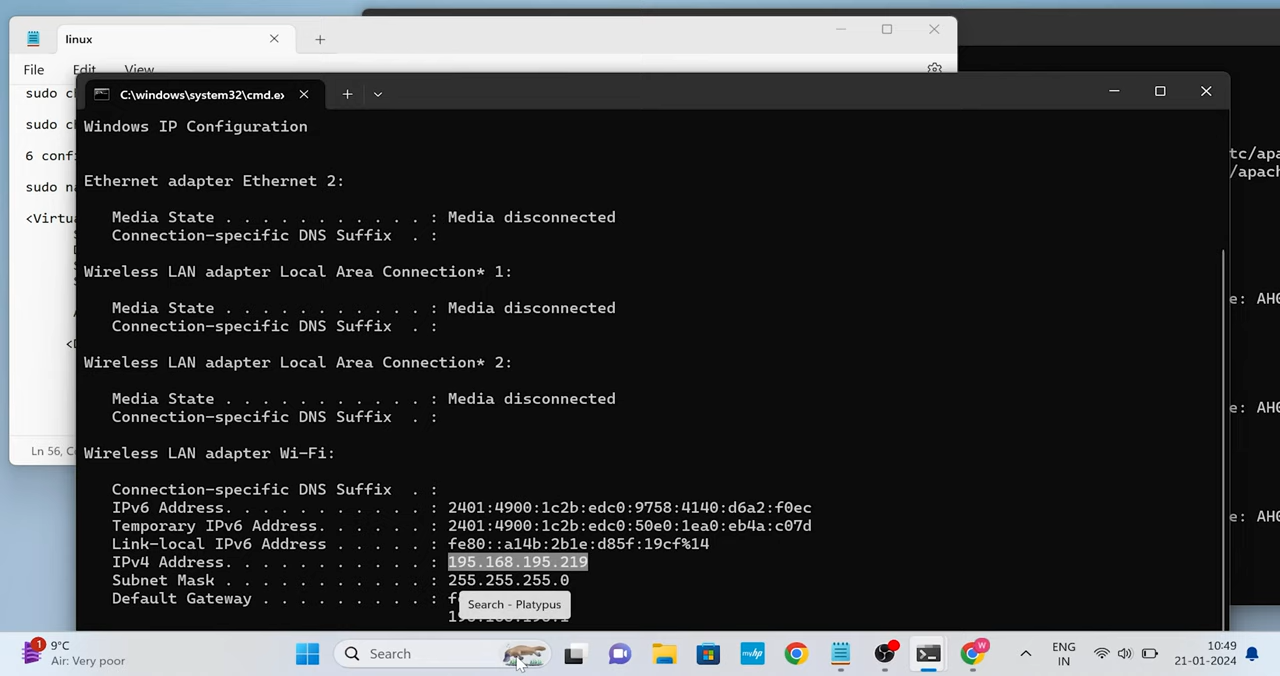 linux
File Edit View
sudo
sudo
6
sudo
C:\windows\system32\cmd.ex
Windows IP Configuration
Ethernet adapter Ethernet 2:
Media State . . . . . . . . . . . : Media disconnected
Connection-specific DNS Suffix . :
Wireless LAN adapter Local Area Connection* 1:
Media State . . . . . . . . . . . : Media disconnected
Connection-specific DNS Suffix . :
Wireless LAN adapter Local Area Connection* 2:
Media State . . . . . . . . . . . : Media disconnected
Connection-specific DNS Suffix . :
Wireless LAN adapter Wi-Fi:
Connection-specific DNS Suffix . :
IPv6 Address. . . . . . . . . . . : 2401:4900:1c2b:edc0:9758:4140:d6a2:f0ec
Temporary IPv6 Address. . . . . . : 2401:4900:1c2b:edc0:50e0:1ea0:eb4a:c07d
Link-local IPv6 Address . . . . . : fe80::a14b:2b1e:d85f:19cf%14
IPv4 Address. . . . . . . . . . . : 195.168.195.219
Subnet Mask . . . . . . . . . . . : 255.255.255.0
Default Gateway . . . . . . . . . :
Search - Platypus
Ln 56,
tc/apa
/apach
e: AH0
e: AH0
e: AH0
1
9°C
Air: Very poor
Search
myhp
W
ENG
IN
10:49
21-01-2024